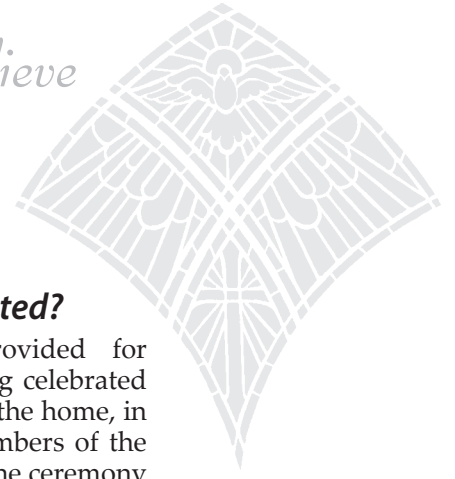 ieve
ted?
rovided for
g celebrated
the home, in
mbers of the
he ceremony